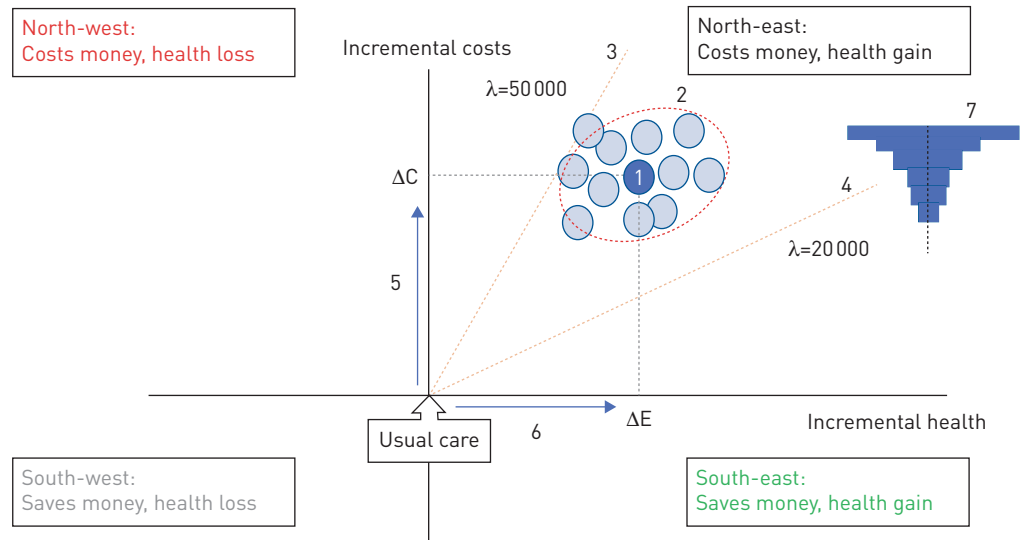 North-west:
Costs money, health loss
Incremental costs
North-east:
Costs money, health gain
3
λ=50 000
2
7
1
ΔC
4
λ=20 000
5
ΔE
6
Incremental health
Usual care
South-west:
Saves money, health loss
South-east:
Saves money, health gain